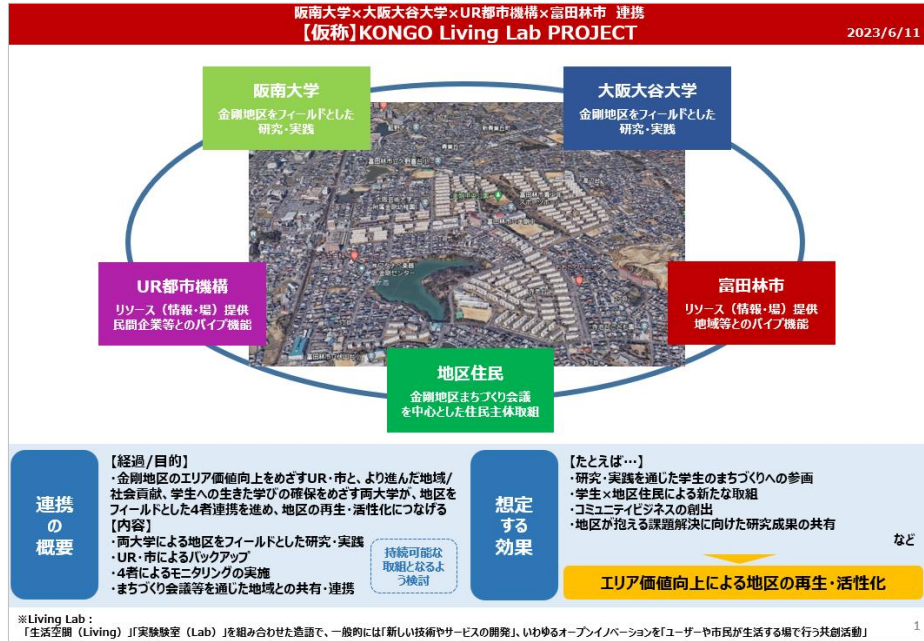 阪南大学×大阪大谷大学×UR都市機構×富田林市 連携
【仮称】KONGO Living Lab PROJECT
2023/6/11
阪南大学
金剛地区をフィールドとした
研究・実践
大阪大谷大学
金剛地区をフィールドとした
研究・実践
UR都市機構
リソース（情報・場）提供
民間企業等とのパイプ機能
富田林市
リソース（情報・場）提供
地域等とのパイプ機能
地区住民
金剛地区まちづくり会議
を中心とした住民主体取組
連携
の
概要
【経過/目的】
・金剛地区のエリア価値向上をめざすUR・市と、より進んだ地域/
社会貢献、学生への生きた学びの確保をめざす両大学が、地区を
フィールドとした4者連携を進め、地区の再生・活性化につなげる
【内容】
・両大学による地区をフィールドとした研究・実践
・UR・市によるバックアップ
・4者によるモニタリングの実施
・まちづくり会議等を通じた地域との共有・連携
持続可能な
取組となるよ
う検討
想定
する
効果
【たとえば…】
・研究・実践を通じた学生のまちづくりへの参画
・学生×地区住民による新たな取組
・コミュニティビジネスの創出
・地区が抱える課題解決に向けた研究成果の共有
など
エリア価値向上による地区の再生・活性化
※Living Lab：
「生活空間（Living）」「実験験室（Lab）」を組み合わせた造語で、一般的には「新しい技術やサービスの開発」、いわゆるオープンイノベーションを「ユーザーや市民が生活する場で行う共創活動」
1